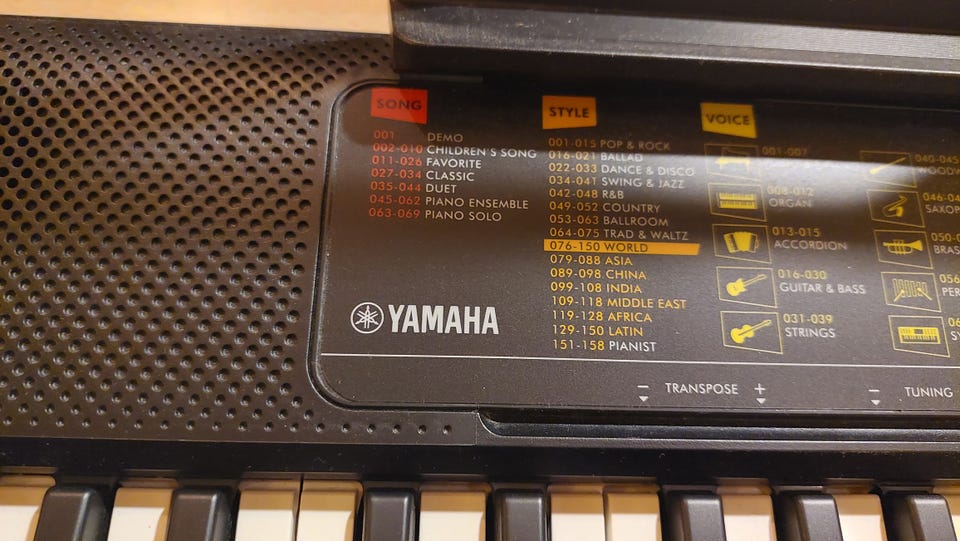 SONG
001 DEMO
002-010 CHILDREN'S SONG
011-026 FAVORITE
027-034 CLASSIC
035-044 DUET
045-062 PIANO ENSEMBLE
063-069 PIANO SOLO
YAMAHA
STYLE
001-015 POP & ROCK
016-021 BALLAD
022-033 DANCE & DISCO
034-041 SWING & JAZZ
042-048 R&B
049-052 COUNTRY
053-063 BALLROOM
064-075 TRAD & WALTZ
076-150 WORLD
079-088 ASIA
089-098 CHINA
099-108 INDIA
109-118 MIDDLE EAST
119-128 AFRICA
129-150 LATIN
151-158 PIANIST
VOICE
001-007
008-012
ORGAN
013-015
ACCORDION
016-030
GUITAR & BASS
031-039
STRINGS
040-045
− TRANSPOSE +
− TUNING